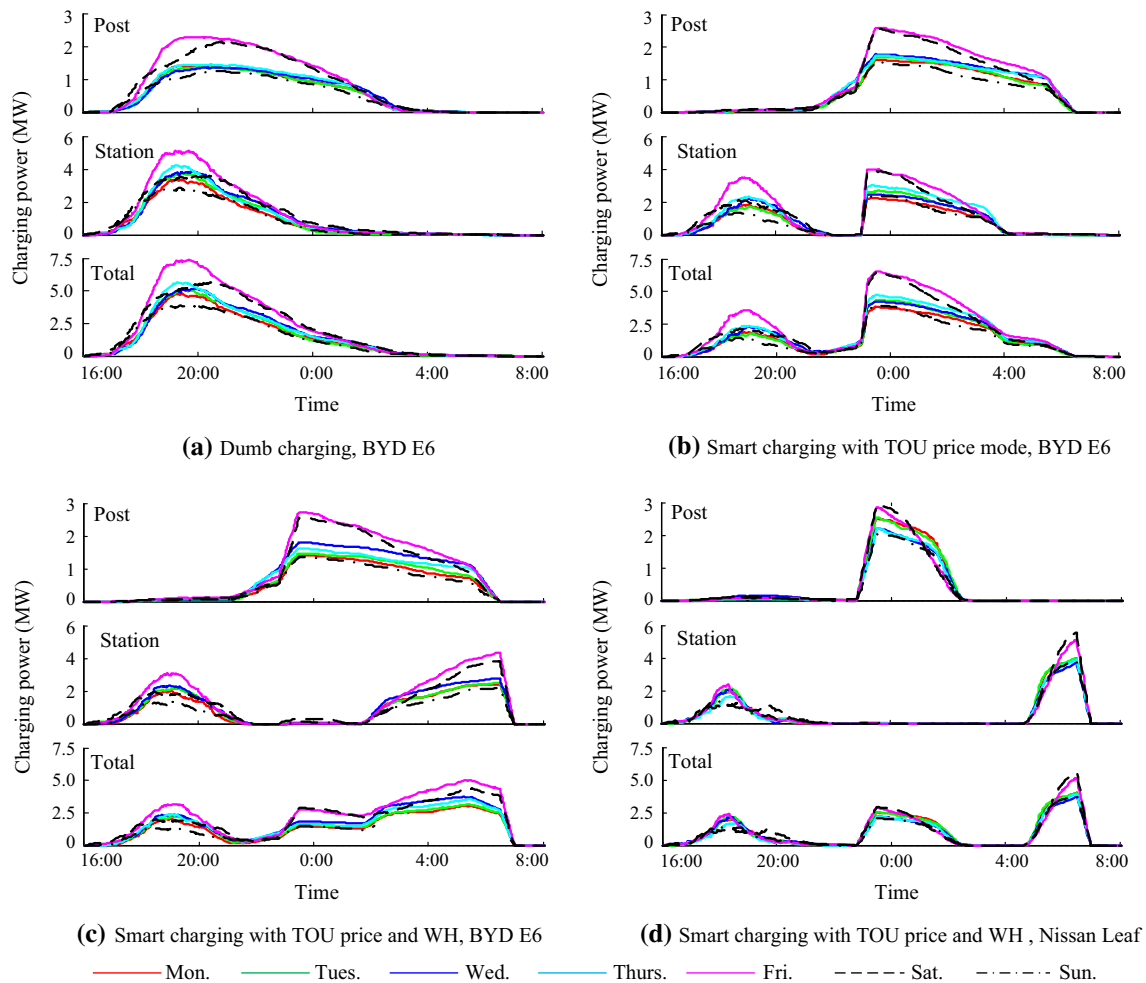 Post
3
2
1
0
Station
6
4
2
0
Total
7.5
5.0
2.5
0
Charging power (MW)
16:00 20:00 0:00 4:00 8:00
Time
(a) Dumb charging, BYD E6
Post
3
2
1
0
Station
6
4
2
0
Total
7.5
5.0
2.5
0
Charging power (MW)
16:00 20:00 0:00 4:00 8:00
Time
(b) Smart charging with TOU price mode, BYD E6
Post
3
2
1
0
Station
6
4
2
0
Total
7.5
5.0
2.5
0
Charging power (MW)
16:00 20:00 0:00 4:00 8:00
Time
(c) Smart charging with TOU price and WH, BYD E6
Post
3
2
1
0
Station
6
4
2
0
Total
7.5
5.0
2.5
0
Charging power (MW)
16:00 20:00 0:00 4:00 8:00
Time
(d) Smart charging with TOU price and WH , Nissan Leaf
Mon. Tues. Wed. Thurs. Fri. Sat. Sun.